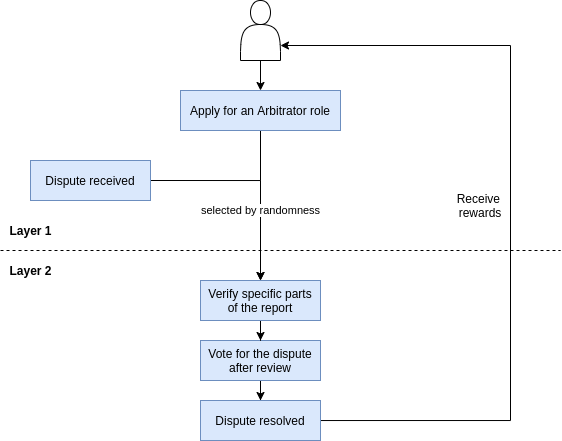 Apply for an Arbitrator role
Dispute received
Receive
rewards
selected by randomness
Layer 1
Layer 2
Verify specific parts
of the report
Vote for the dispute
after review
Dispute resolved